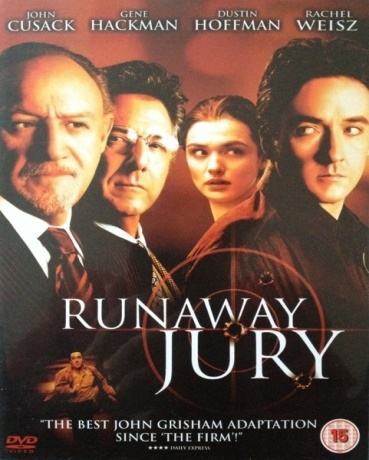 JOHN CUSACK
GENE HACKMAN
DUSTIN HOFFMAN
RACHEL WEISZ
RUNAWAY
JURY
"THE BEST JOHN GRISHAM ADAPTATION
SINCE 'THE FIRM'!"
★★★★ DAILY EXPRESS
DVD
VIDEO
15